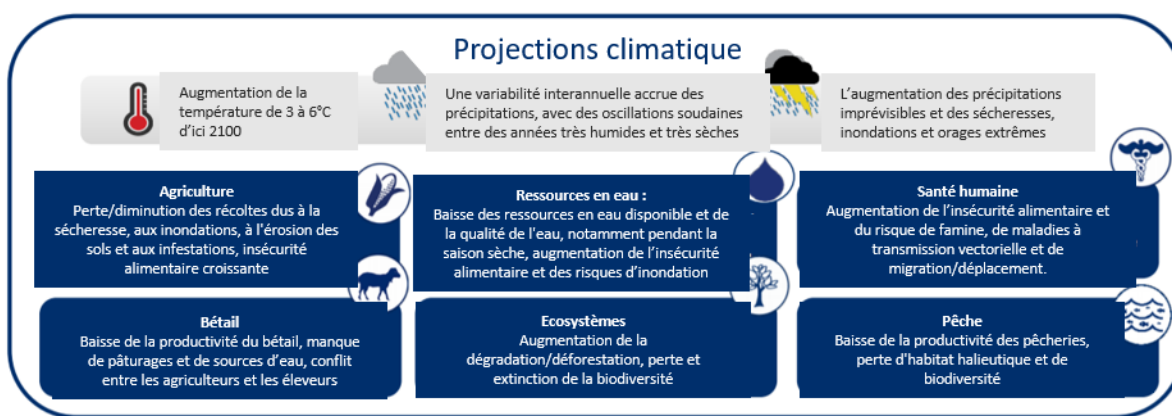 Projections climatique
Augmentation de la
température de 3 à 6°C
d'ici 2100
Une variabilité interannuelle accrue des
précipitations, avec des oscillations soudaines
entre des années très humides et très sèches
L'augmentation des précipitations
imprévisibles et des sécheresses,
inondations et orages extrêmes
Agriculture
Perte/diminution des récoltes dus à la
sécheresse, aux inondations, à l'érosion des
sols et aux infestations, insécurité
alimentaire croissante
Ressources en eau :
Baisse des ressources en eau disponible et de
la qualité de l'eau, notamment pendant la
saison sèche, augmentation de l'insécurité
alimentaire et des risques d'inondation
Santé humaine
Augmentation de l'insécurité alimentaire et
du risque de famine, de maladies à
transmission vectorielle et de
migration/déplacement.
Bétail
Baisse de la productivité du bétail, manque
de pâturages et de sources d'eau, conflit
entre les agriculteurs et les éleveurs
Ecosystèmes
Augmentation de la
dégradation/déforestation, perte et
extinction de la biodiversité
Pêche
Baisse de la productivité des pêcheries,
perte d'habitat halieutique et de
biodiversité